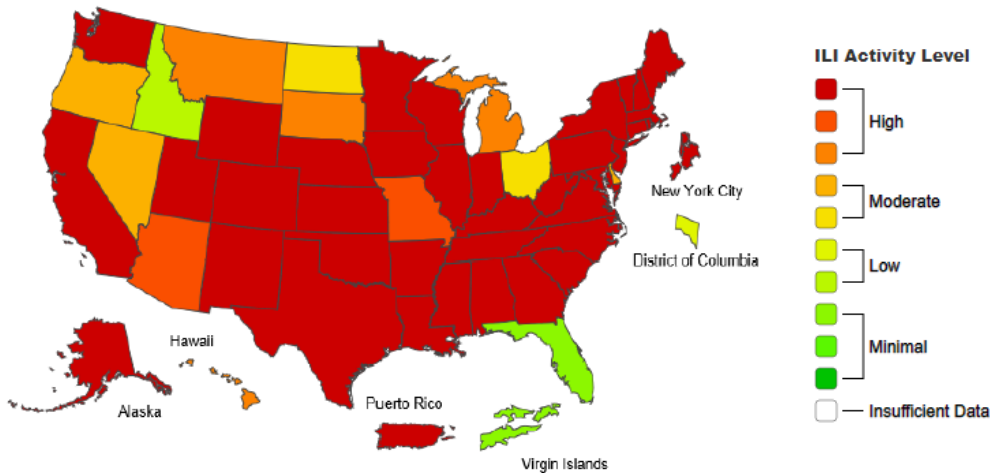 ILI Activity Level
High
Moderate
Low
Minimal
Insufficient Data
New York City
District of Columbia
Hawaii
Alaska
Puerto Rico
Virgin Islands